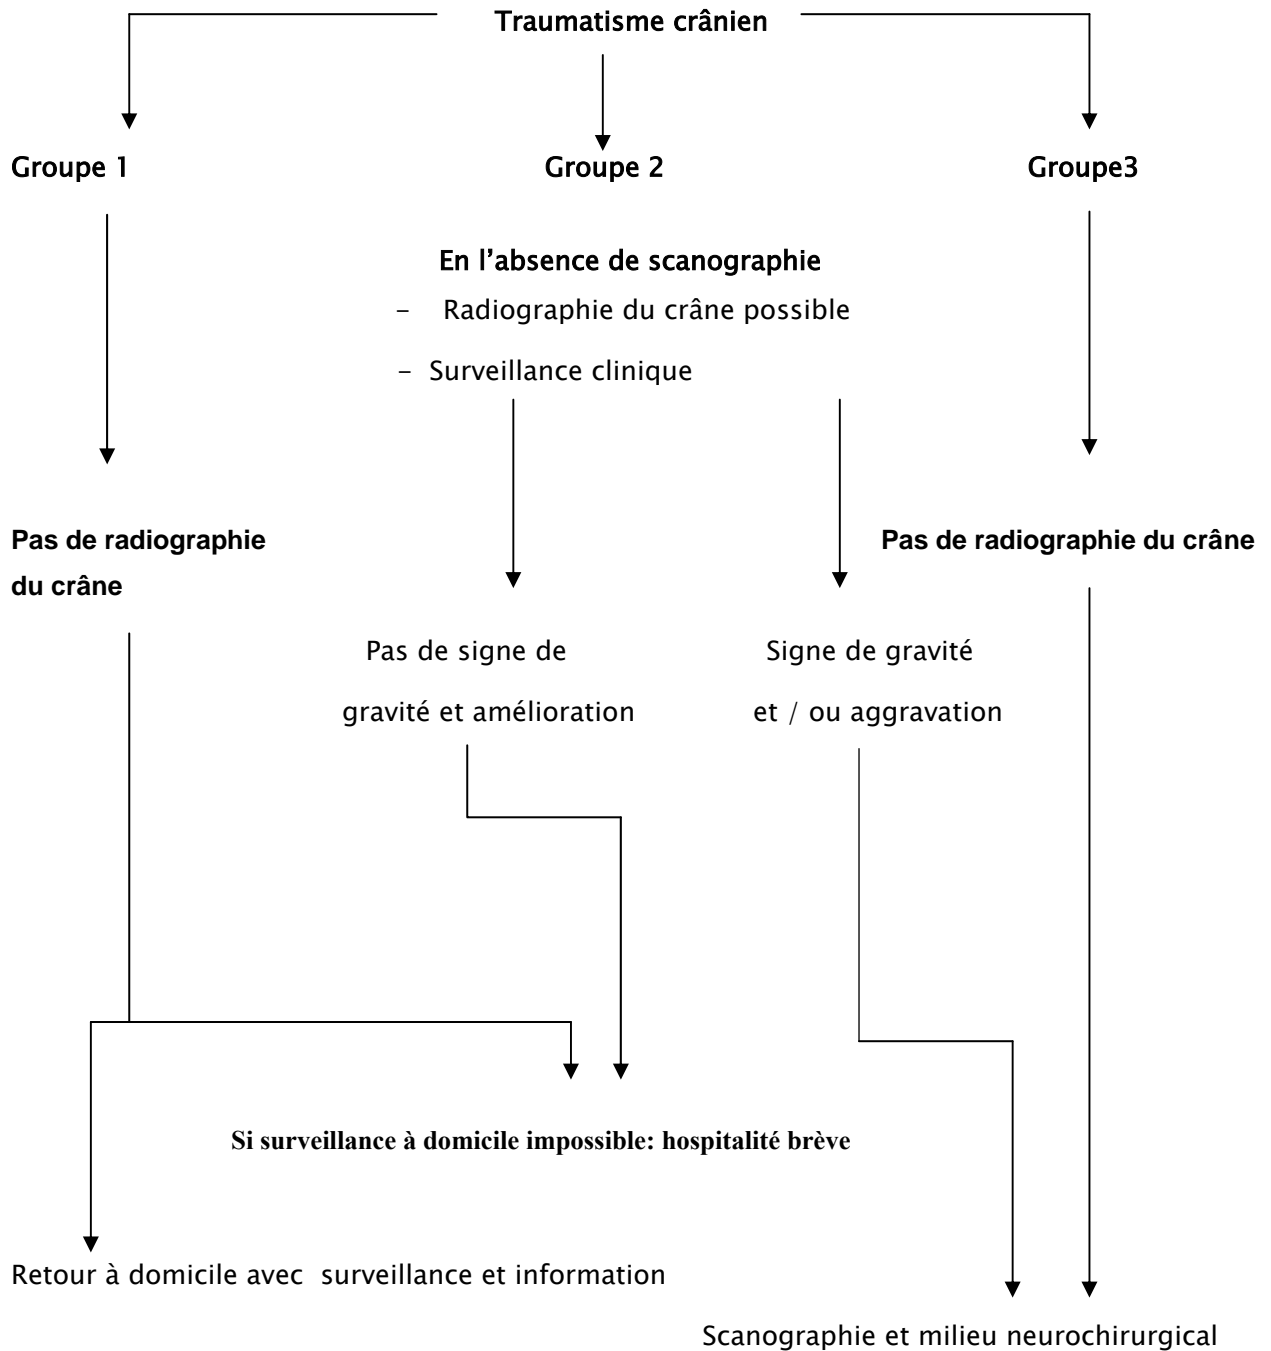 Traumatisme crânien
Groupe 1
Groupe 2
Groupe3
En l'absence de scanographie
– Radiographie du crâne possible
– Surveillance clinique
Pas de radiographie
du crâne
Pas de radiographie du crâne
Pas de signe de
gravité et amélioration
Signe de gravité
et / ou aggravation
Si surveillance à domicile impossible: hospitalité brève
Retour à domicile avec surveillance et information
Scanographie et milieu neurochirurgical